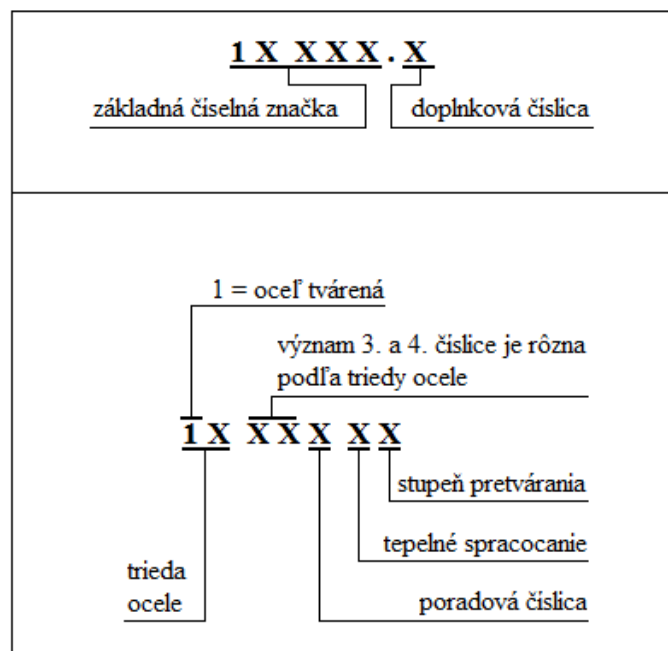 1 X X X X . X
základná číselná značka
doplnková číslica
1 = oceľ tvárená
význam 3. a 4. číslice je rôzna
podľa triedy ocele
1 X X X X X X
stupeň pretvárania
tepelné spracocanie
trieda
ocele
poradová číslica